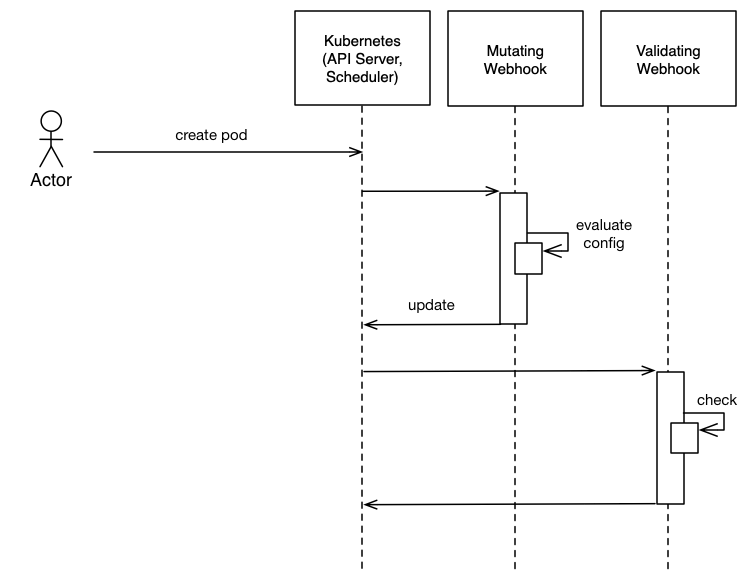 Kubernetes
(API Server,
Scheduler)
Mutating
Webhook
Validating
Webhook
create pod
Actor
evaluate
config
update
check